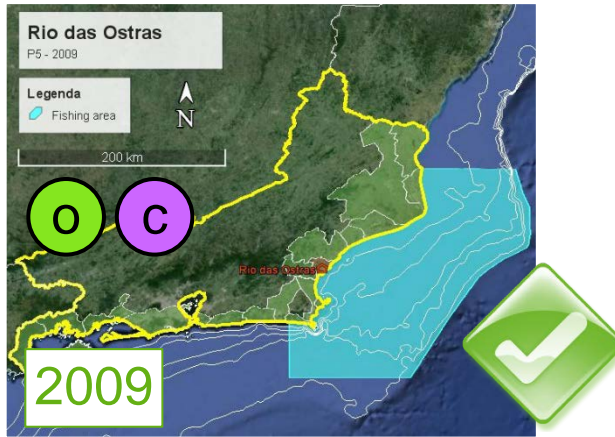 Rio das Ostras
P5 - 2009
Legenda
Fishing area
N
200 km
O C
Rio das Ostras
2009